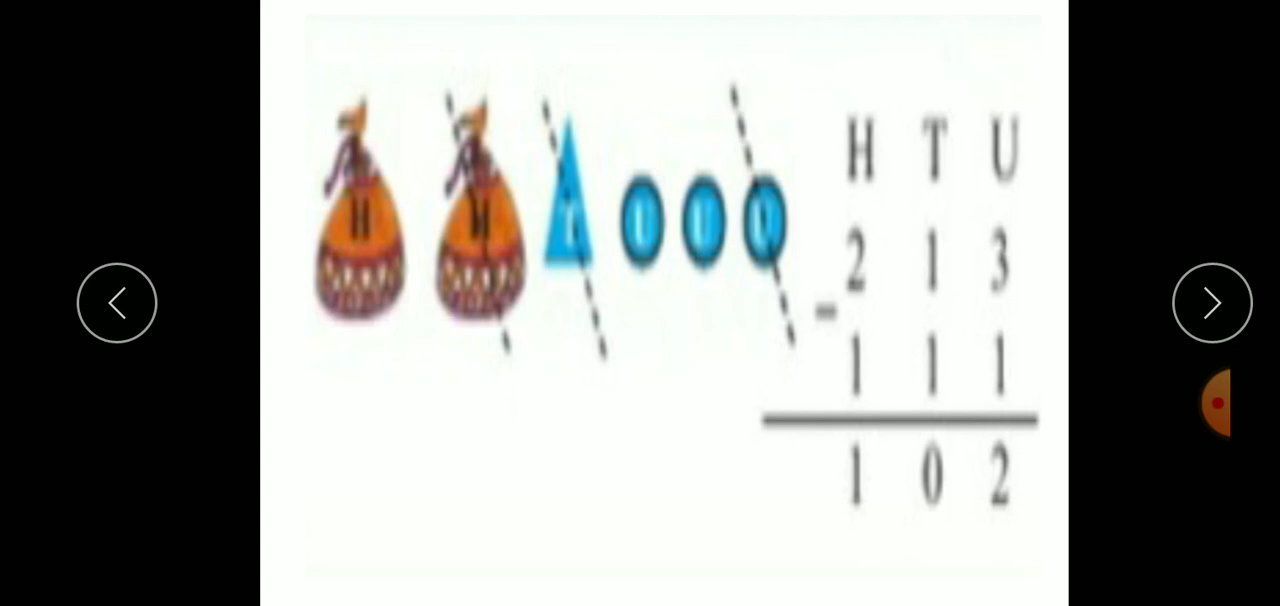 H H T U U U
H T U
2 1 3
-
1 1 1
1 0 2